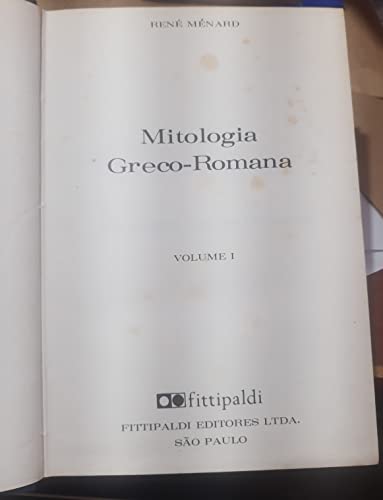 RENÉ MÉNARD
Mitologia
Greco-Romana
VOLUME I
fittipaldi
FITTIPALDI EDITORES LTDA.
SÃO PAULO